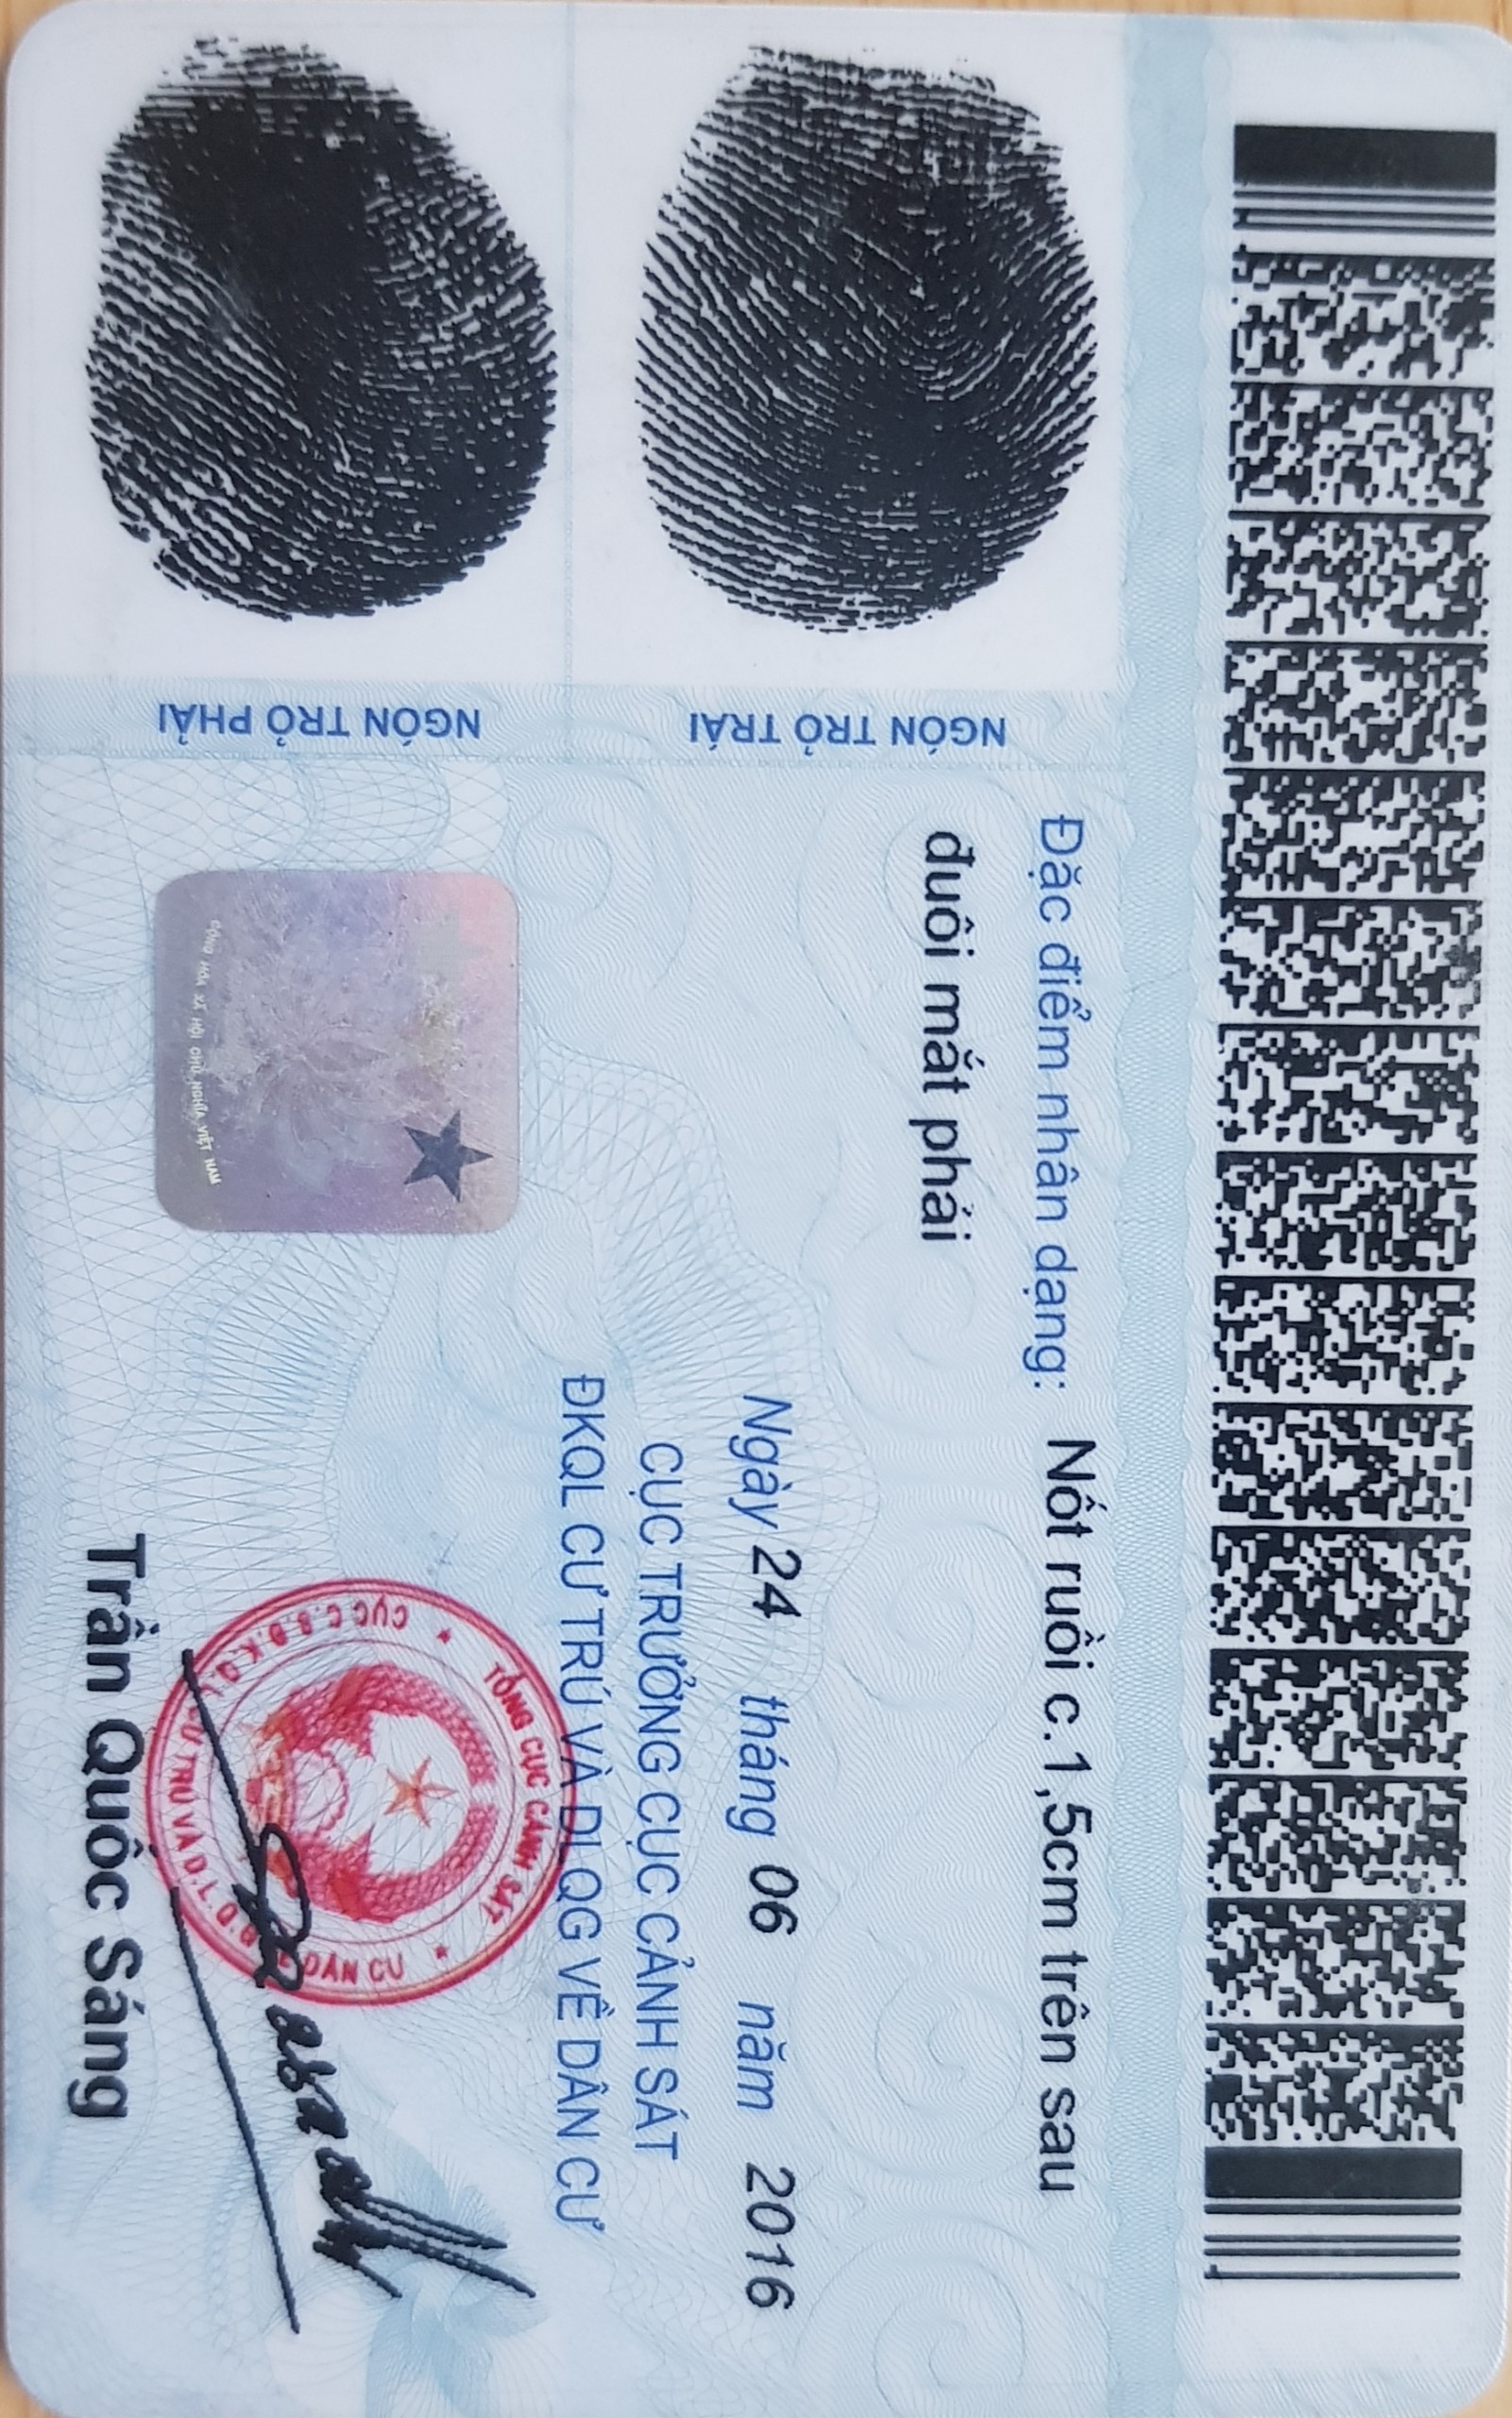 Đặc điểm nhân dạng: Nốt ruồi c.1,5cm trên sau
đuôi mắt phải
NGÓN TRỎ TRÁI
NGÓN TRỎ PHẢI
Ngày 24 tháng 06 năm 2016
CỤC TRƯỞNG CỤC CẢNH SÁT
ĐKQL CƯ TRÚ VÀ DLQG VỀ DÂN CƯ
TỔNG CỤC CẢNH SÁT
CỤC C.S.Đ.K.Q.L CƯ TRÚ VÀ D.L.Q.G VỀ DÂN CƯ
CỘNG HÒA XÃ HỘI CHỦ NGHĨA VIỆT NAM
Trần Quốc Sáng